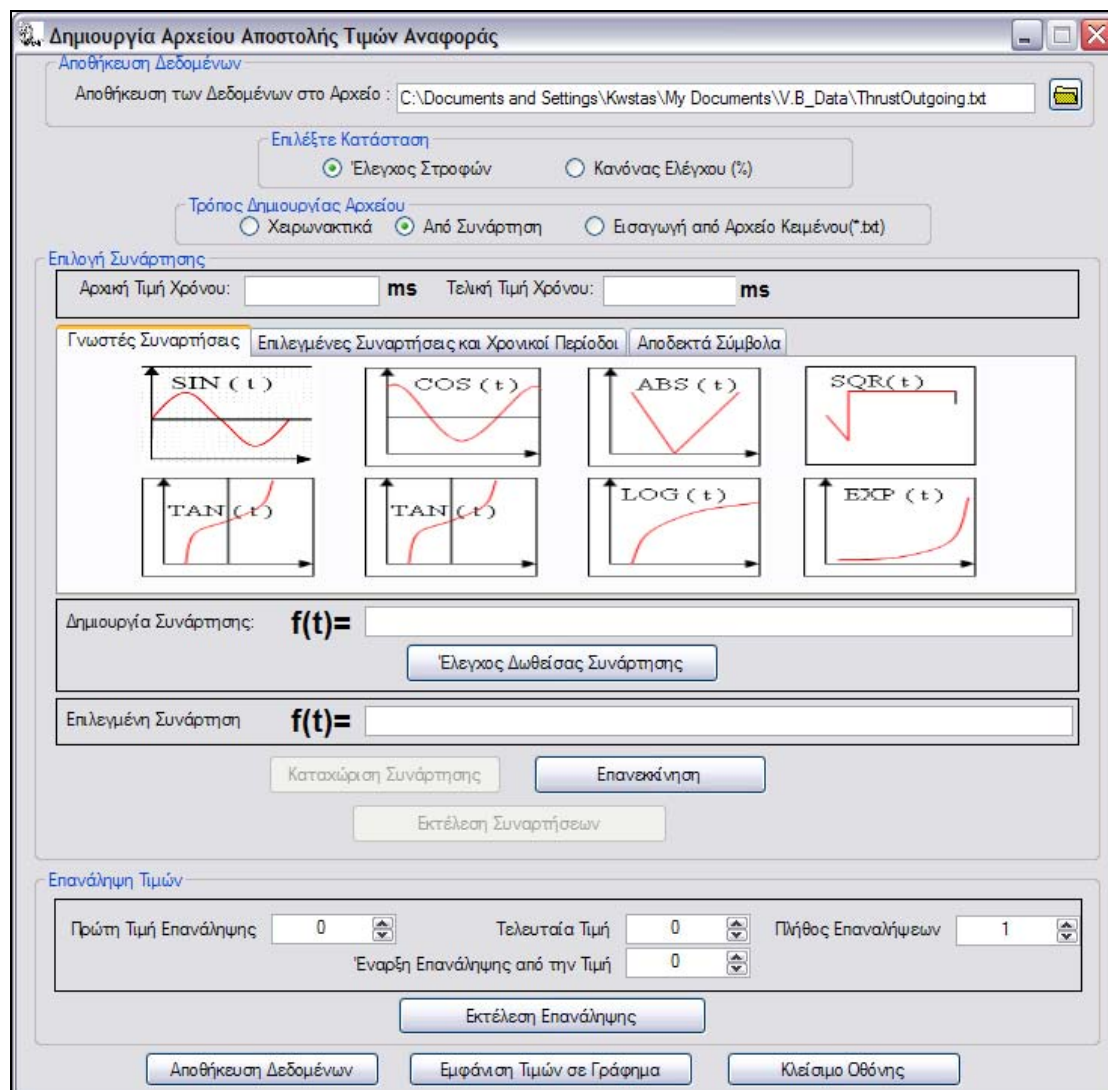 Δημιουργία Αρχείου Αποστολής Τιμών Αναφοράς
Αποθήκευση Δεδομένων
Αποθήκευση των Δεδομένων στο Αρχείο : C:\Documents and Settings\Kwstas\My Documents\V.B_Data\ThrustOutgoing.txt
Επιλέξτε Κατάσταση
Έλεγχος Στροφών Κανόνας Ελέγχου (%)
Τρόπος Δημιουργίας Αρχείου
Χειρωνακτικά Από Συνάρτηση Εισαγωγή από Αρχείο Κειμένου(*.txt)
Επιλογή Συνάρτησης
Αρχική Τιμή Χρόνου: ms Τελική Τιμή Χρόνου: ms
Γνωστές Συναρτήσεις Επιλεγμένες Συναρτήσεις και Χρονικοί Περίοδοι Αποδεκτά Σύμβολα
SIN ( t ) COS ( t ) ABS ( t ) SQR(t)
TAN ( t ) TAN ( t ) LOG ( t ) EXP ( t )
Δημιουργία Συνάρτησης: f(t)=
Έλεγχος Δωθείσας Συνάρτησης
Επιλεγμένη Συνάρτηση f(t)=
Καταχώριση Συνάρτησης Επανεκκίνηση
Εκτέλεση Συναρτήσεων
Επανάληψη Τιμών
Πρώτη Τιμή Επανάληψης 0 Τελευταία Τιμή 0 Πλήθος Επαναλήψεων 1
Έναρξη Επανάληψης από την Τιμή 0
Εκτέλεση Επανάληψης
Αποθήκευση Δεδομένων Εμφάνιση Τιμών σε Γράφημα Κλείσιμο Οθόνης